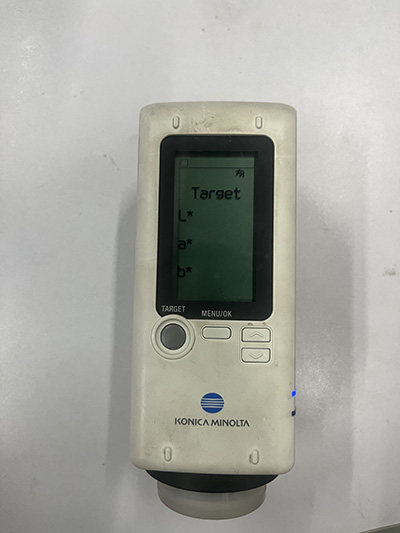 Target
L*
a*
b*
TARGET MENU/OK
KONICA MINOLTA